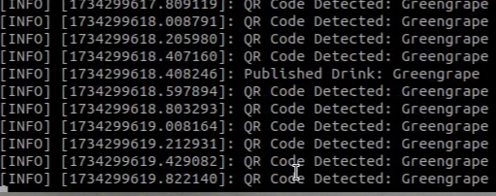 [INFO] [1734299617.809119]: QR Code Detected: Greengrape
[INFO] [1734299618.008791]: QR Code Detected: Greengrape
[INFO] [1734299618.205980]: QR Code Detected: Greengrape
[INFO] [1734299618.407160]: QR Code Detected: Greengrape
[INFO] [1734299618.408246]: Published Drink: Greengrape
[INFO] [1734299618.597894]: QR Code Detected: Greengrape
[INFO] [1734299618.803293]: QR Code Detected: Greengrape
[INFO] [1734299619.008164]: QR Code Detected: Greengrape
[INFO] [1734299619.212931]: QR Code Detected: Greengrape
[INFO] [1734299619.429082]: QR Code Detected: Greengrape
[INFO] [1734299619.822140]: QR Code Detected: Greengrape